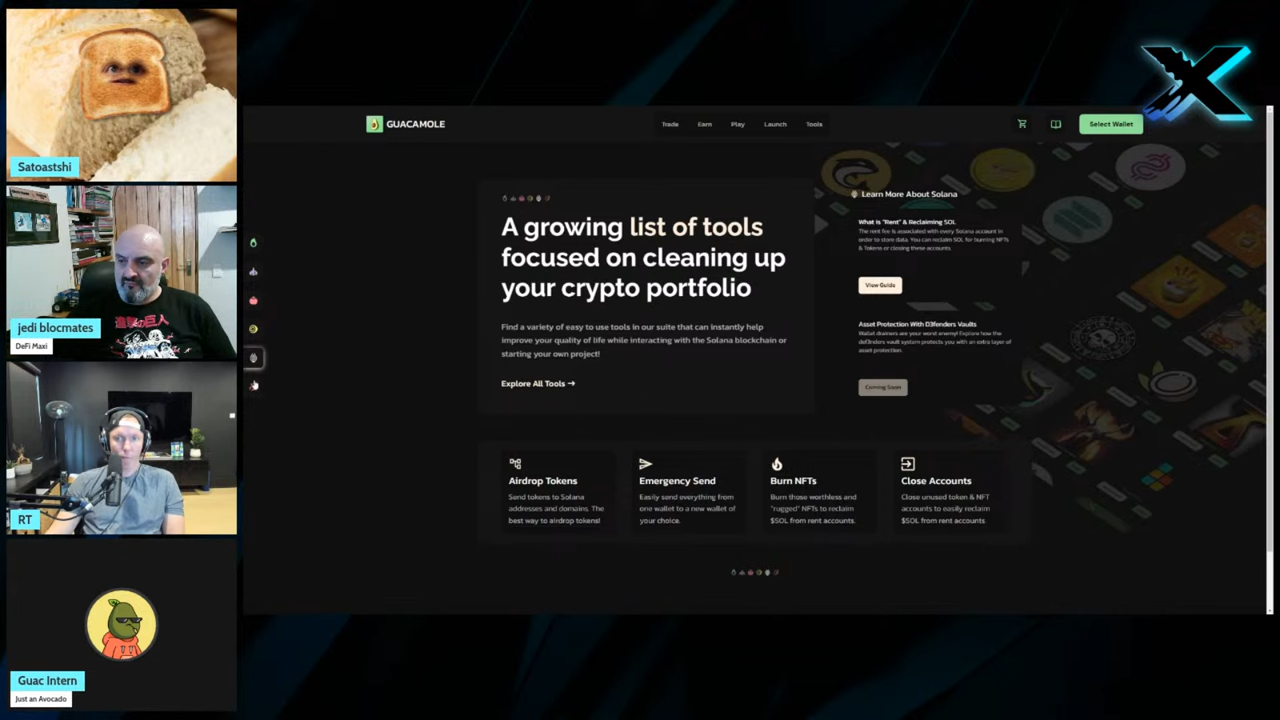 Satoastshi
jedi blocmates
DeFi Maxi
進撃の巨人
RT
Guac Intern
Just an Avocado
X
GUACAMOLE
Trade
Earn
Play
Launch
Tools
Select Wallet
A growing list of tools
focused on cleaning up
your crypto portfolio
Find a variety of easy to use tools in our suite that can instantly help
improve your quality of life while interacting with the Solana blockchain or
starting your own project!
Explore All Tools →
Learn More About Solana
What is "Rent" & Reclaiming SOL
The rent fee is associated with every Solana account in
order to store data. You can reclaim SOL for burning NFTs
& Tokens or closing these accounts.
View Guide
Asset Protection With D3fenders Vaults
Wallet drainers are your worst enemy! Explore how the
def3nders vault system protects you with an extra layer of
asset protection.
Coming Soon
Airdrop Tokens
Send tokens to Solana
addresses and domains. The
best way to airdrop tokens!
Emergency Send
Easily send everything from
one wallet to a new wallet of
your choice.
Burn NFTs
Burn those worthless and
"rugged" NFTs to reclaim
$SOL from rent accounts.
Close Accounts
Close unused token & NFT
accounts to easily reclaim
$SOL from rent accounts